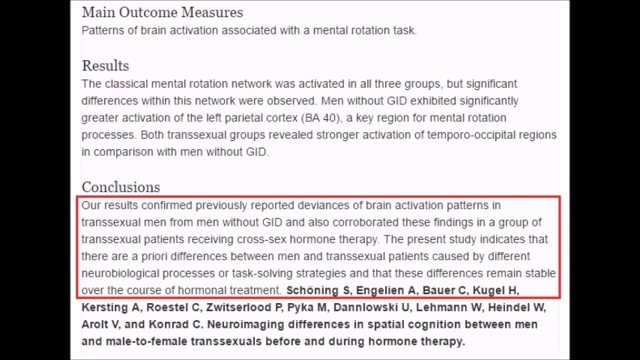 Main Outcome Measures
Patterns of brain activation associated with a mental rotation task.
Results
The classical mental rotation network was activated in all three groups, but significant
differences within this network were observed. Men without GID exhibited significantly
greater activation of the left parietal cortex (BA 40), a key region for mental rotation
processes. Both transsexual groups revealed stronger activation of temporo-occipital regions
in comparison with men without GID.
Conclusions
Our results confirmed previously reported deviances of brain activation patterns in
transsexual men from men without GID and also corroborated these findings in a group of
transsexual patients receiving cross-sex hormone therapy. The present study indicates that
there are a priori differences between men and transsexual patients caused by different
neurobiological processes or task-solving strategies and that these differences remain stable
over the course of hormonal treatment. Schöning S, Engelien A, Bauer C, Kugel H,
Kersting A, Roestel C, Zwitserlood P, Pyka M, Dannlowski U, Lehmann W, Heindel W,
Arolt V, and Konrad C. Neuroimaging differences in spatial cognition between men
and male-to-female transsexuals before and during hormone therapy.